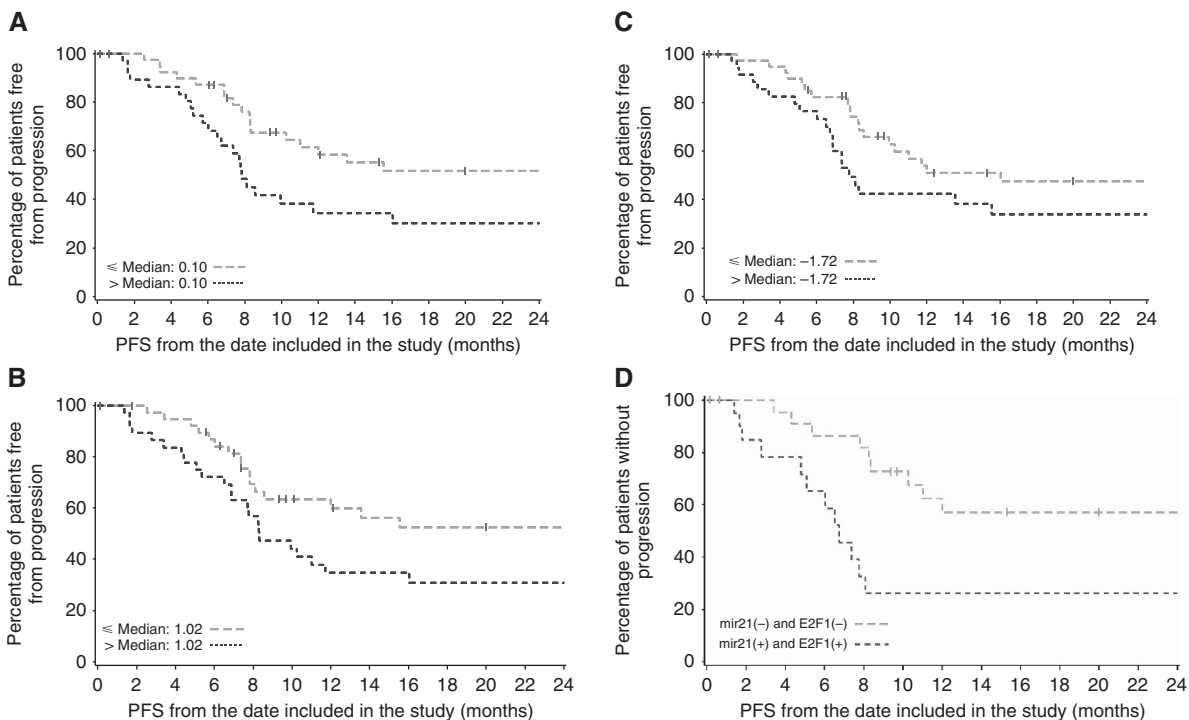 A
Percentage of patients free
from progression
100
80
60
40
20
0
⩽ Median: 0.10
> Median: 0.10
0 2 4 6 8 10 12 14 16 18 20 22 24
PFS from the date included in the study (months)
B
Percentage of patients free
from progression
100
80
60
40
20
0
⩽ Median: 1.02
> Median: 1.02
0 2 4 6 8 10 12 14 16 18 20 22 24
PFS from the date included in the study (months)
C
Percentage of patients free
from progression
100
80
60
40
20
0
⩽ Median: –1.72
> Median: –1.72
0 2 4 6 8 10 12 14 16 18 20 22 24
PFS from the date included in the study (months)
D
Percentage of patients without
progression
100
80
60
40
20
0
mir21(–) and E2F1(–)
mir21(+) and E2F1(+)
0 2 4 6 8 10 12 14 16 18 20 22 24
PFS from the date included in the study (months)